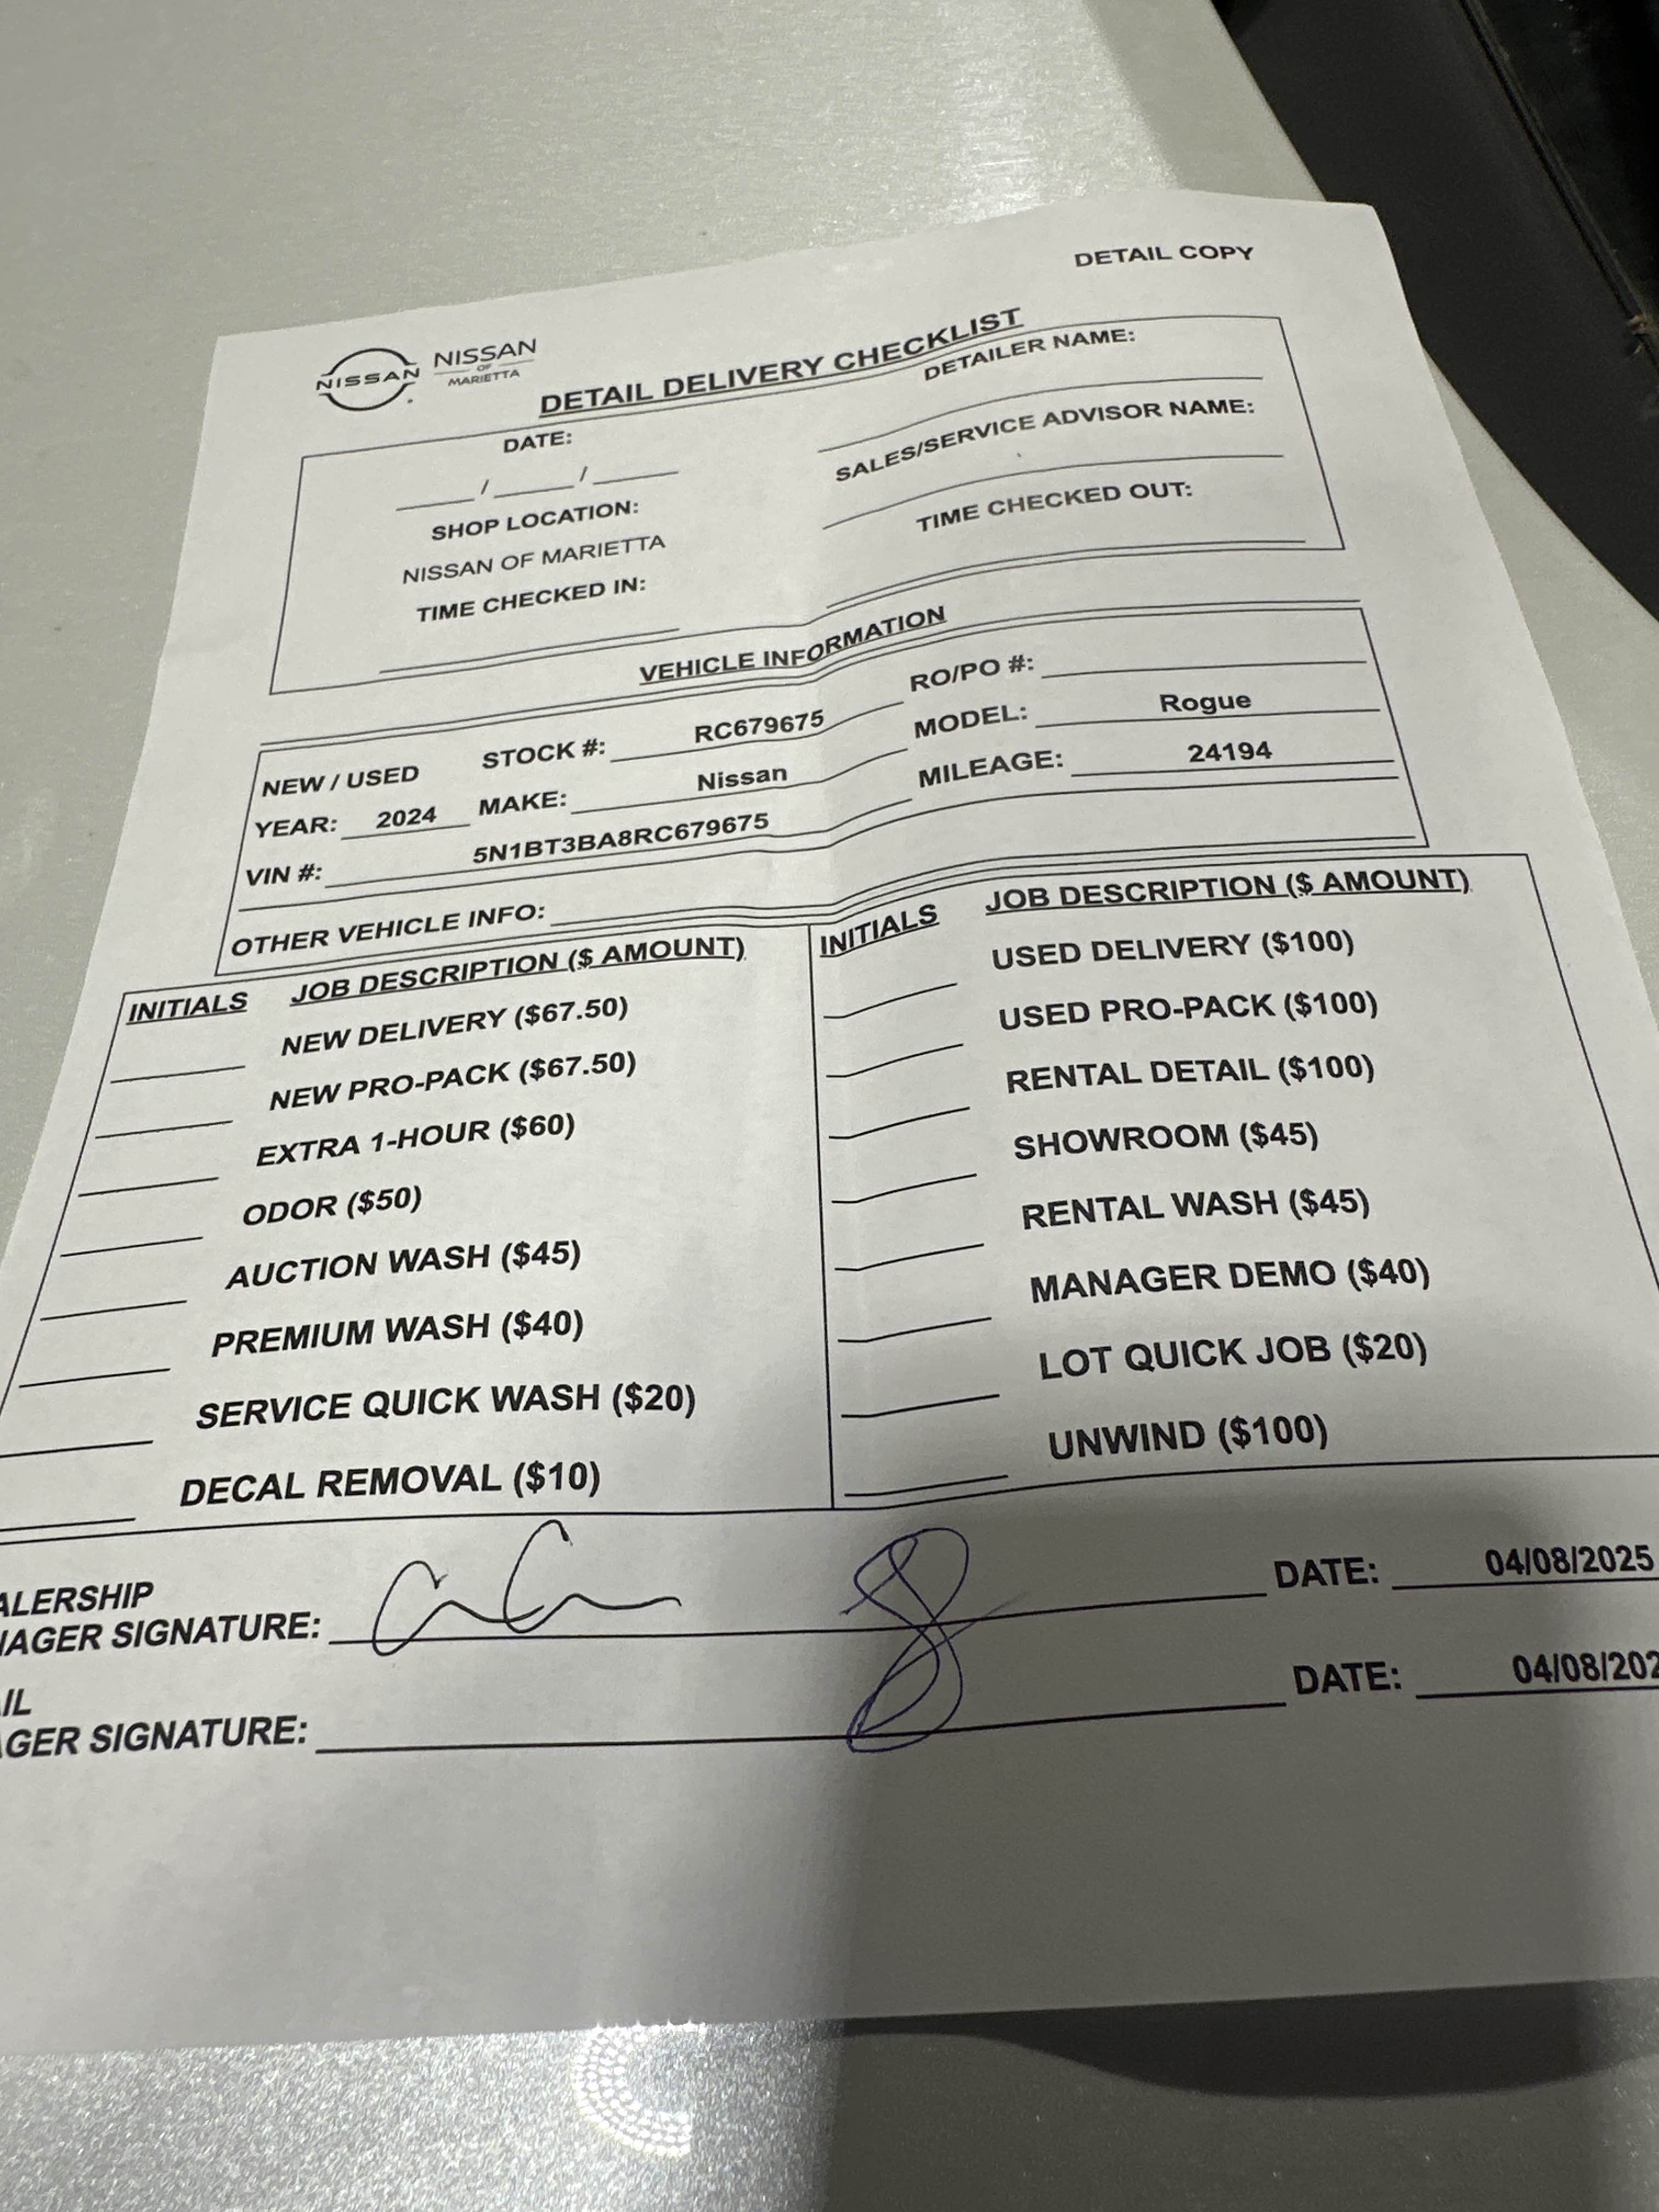 DETAIL COPY
NISSAN
NISSAN
OF
MARIETTA
DETAIL DELIVERY CHECKLIST
DATE:
DETAILER NAME:
/ /
SHOP LOCATION:
SALES/SERVICE ADVISOR NAME:
NISSAN OF MARIETTA
TIME CHECKED IN:
TIME CHECKED OUT:
VEHICLE INFORMATION
NEW / USED STOCK #: RC679675 RO/PO #:
YEAR: 2024 MAKE: Nissan MODEL: Rogue
VIN #: 5N1BT3BA8RC679675 MILEAGE: 24194
OTHER VEHICLE INFO:
INITIALS JOB DESCRIPTION ($ AMOUNT)
NEW DELIVERY ($67.50)
NEW PRO-PACK ($67.50)
EXTRA 1-HOUR ($60)
ODOR ($50)
AUCTION WASH ($45)
PREMIUM WASH ($40)
SERVICE QUICK WASH ($20)
DECAL REMOVAL ($10)
INITIALS JOB DESCRIPTION ($ AMOUNT)
USED DELIVERY ($100)
USED PRO-PACK ($100)
RENTAL DETAIL ($100)
SHOWROOM ($45)
RENTAL WASH ($45)
MANAGER DEMO ($40)
LOT QUICK JOB ($20)
UNWIND ($100)
ALERSHIP
AGER SIGNATURE: DATE: 04/08/2025
IL
GER SIGNATURE: DATE: 04/08/202